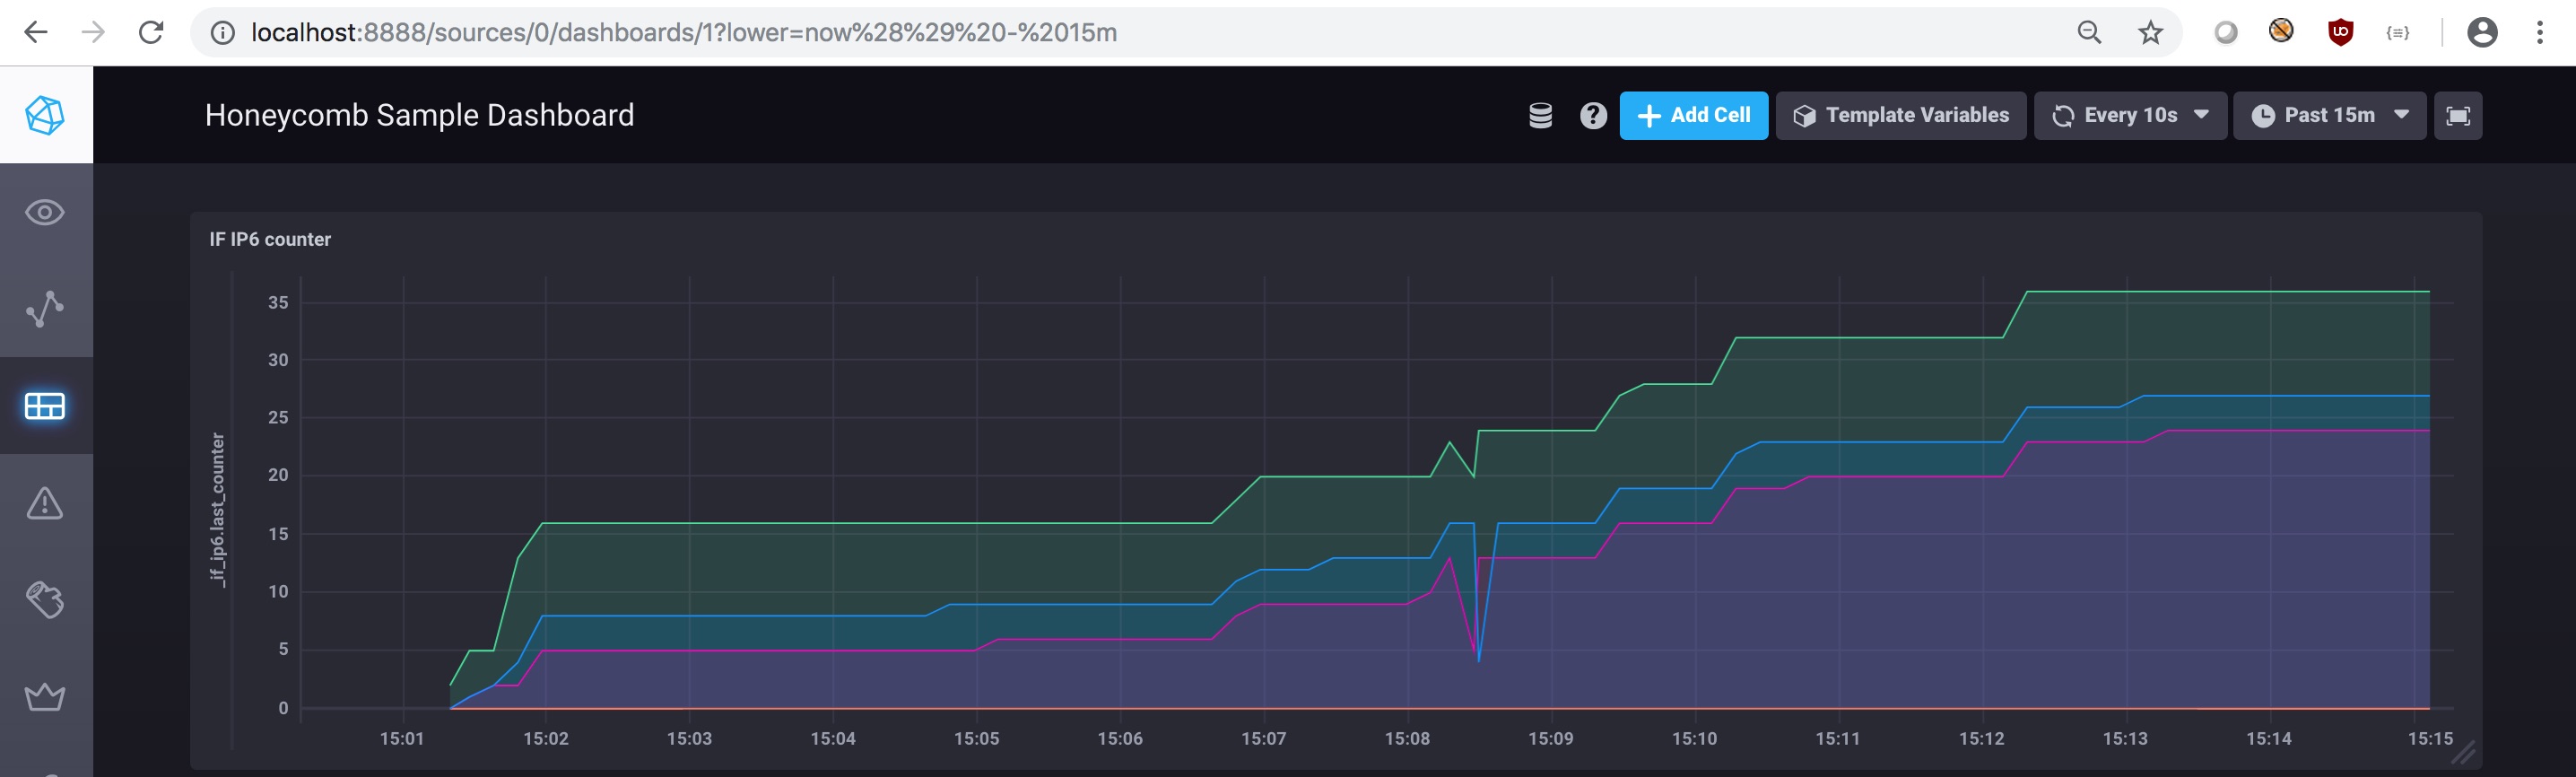 localhost:8888/sources/0/dashboards/1?lower=now%28%29%20-%2015m
Honeycomb Sample Dashboard
? + Add Cell Template Variables Every 10s Past 15m
IF IP6 counter
_if_ip6.last_counter
35
30
25
20
15
10
5
0
15:01 15:02 15:03 15:04 15:05 15:06 15:07 15:08 15:09 15:10 15:11 15:12 15:13 15:14 15:15